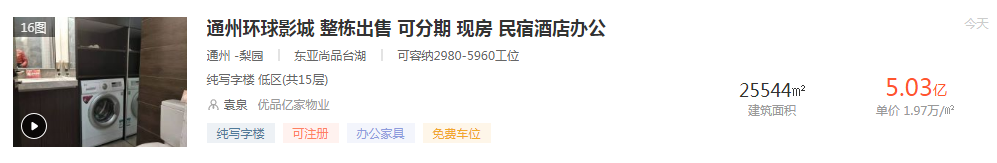 16图
通州环球影城 整栋出售 可分期 现房 民宿酒店办公
今天
通州 -梨园 | 东亚尚品台湖 | 可容纳2980-5960工位
纯写字楼 低区(共15层)
袁泉 优品亿家物业
25544㎡
建筑面积
5.03亿
单价 1.97万/㎡
纯写字楼 可注册 办公家具 免费车位